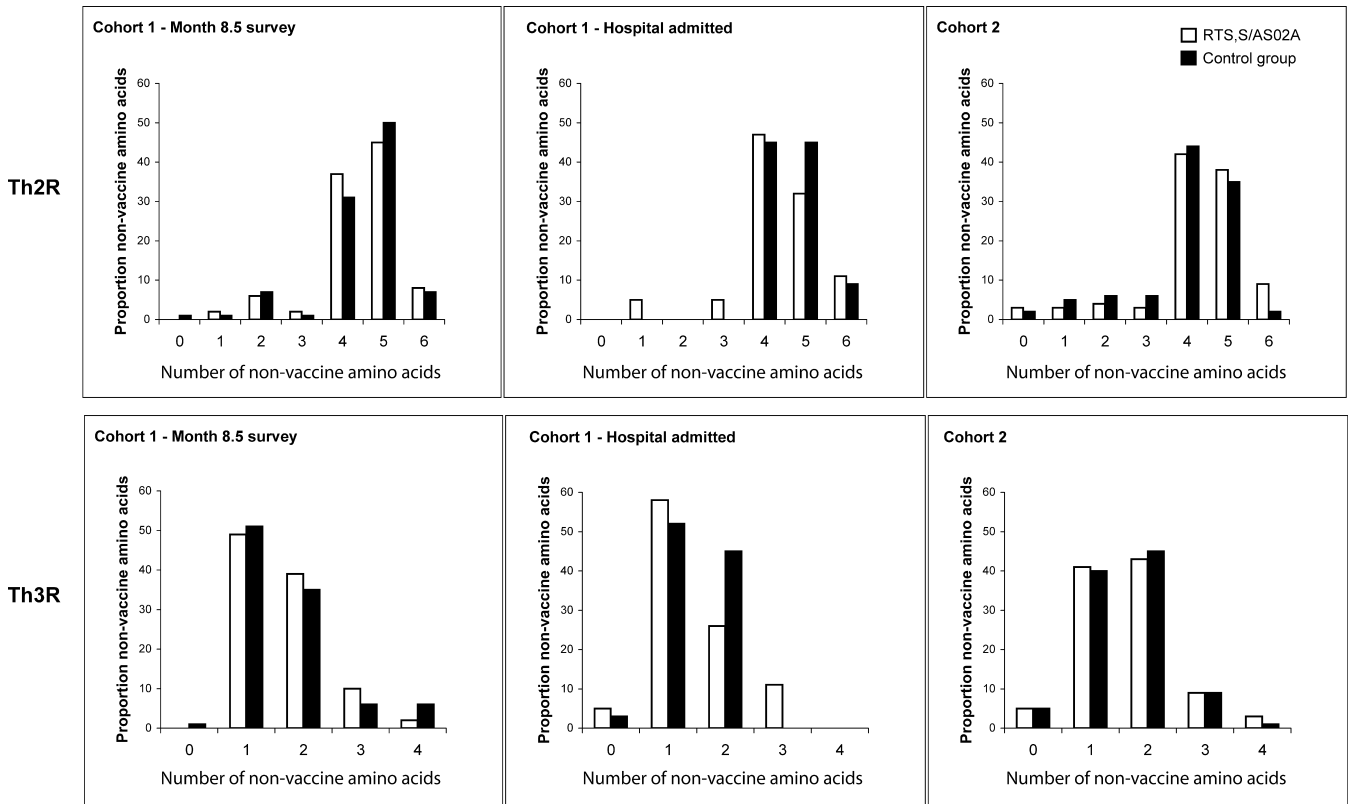 Th2R
Cohort 1 - Month 8.5 survey
Proportion non-vaccine amino acids
60
50
40
30
20
10
0
0 1 2 3 4 5 6
Number of non-vaccine amino acids
Cohort 1 - Hospital admitted
Proportion non-vaccine amino acids
60
50
40
30
20
10
0
0 1 2 3 4 5 6
Number of non-vaccine amino acids
Cohort 2
RTS,S/AS02A
Control group
Proportion non-vaccine amino acids
60
50
40
30
20
10
0
0 1 2 3 4 5 6
Number of non-vaccine amino acids
Th3R
Cohort 1 - Month 8.5 survey
Proportion non-vaccine amino acids
60
50
40
30
20
10
0
0 1 2 3 4
Number of non-vaccine amino acids
Cohort 1 - Hospital admitted
Proportion non-vaccine amino acids
60
50
40
30
20
10
0
0 1 2 3 4
Number of non-vaccine amino acids
Cohort 2
Proportion non-vaccine amino acids
60
50
40
30
20
10
0
0 1 2 3 4
Number of non-vaccine amino acids